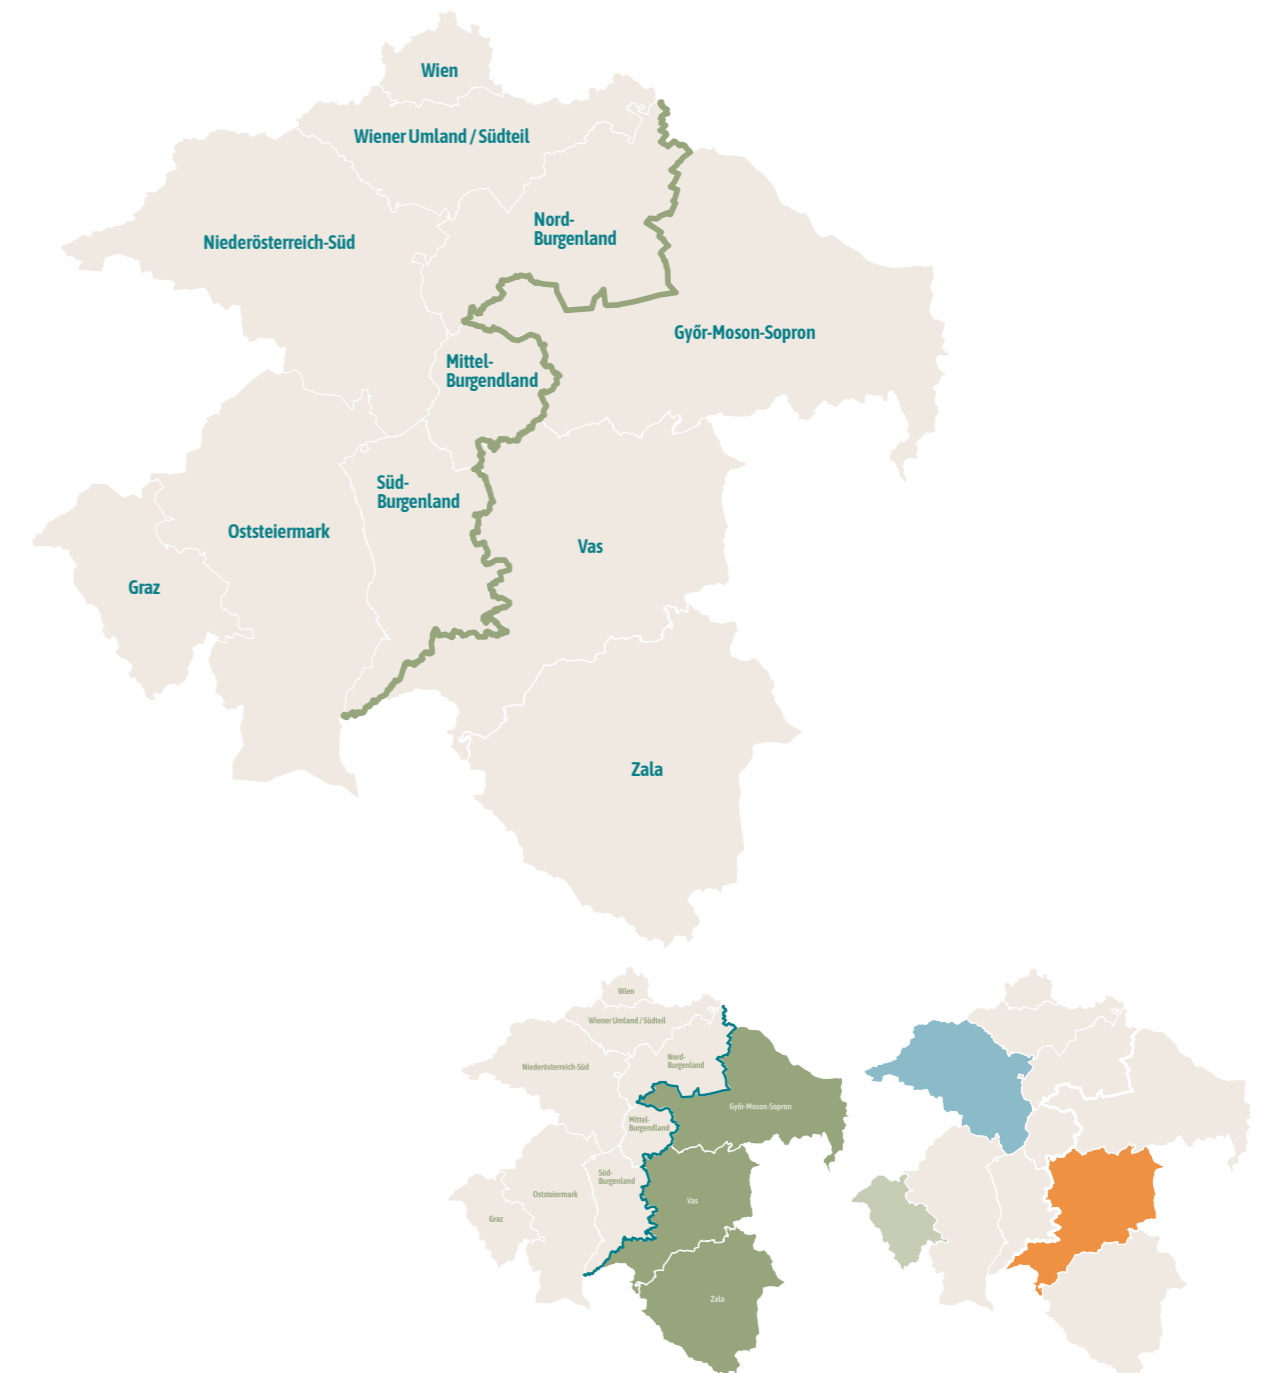 Wien
Wiener Umland / Südteil
Nord-
Burgenland
Niederösterreich-Süd
Győr-Moson-Sopron
Mittel-
Burgendland
Süd-
Burgenland
Oststeiermark
Vas
Graz
Zala
Wien
Wiener Umland / Südteil
Nord-
Burgenland
Niederösterreich-Süd
Győr-Moson-Sopron
Mittel-
Burgendland
Süd-
Burgenland
Oststeiermark
Vas
Graz
Zala